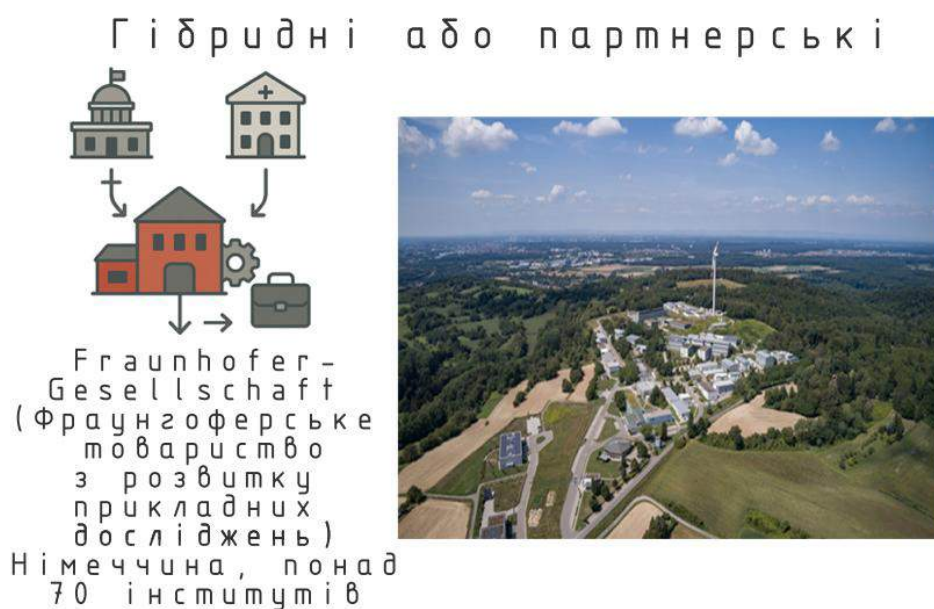 Гібридні або партнерські
Fraunhofer-
Gesellschaft
(Фраунгоферське
товариство
з розвитку
прикладних
досліджень)
Німеччина, понад
70 інститутів